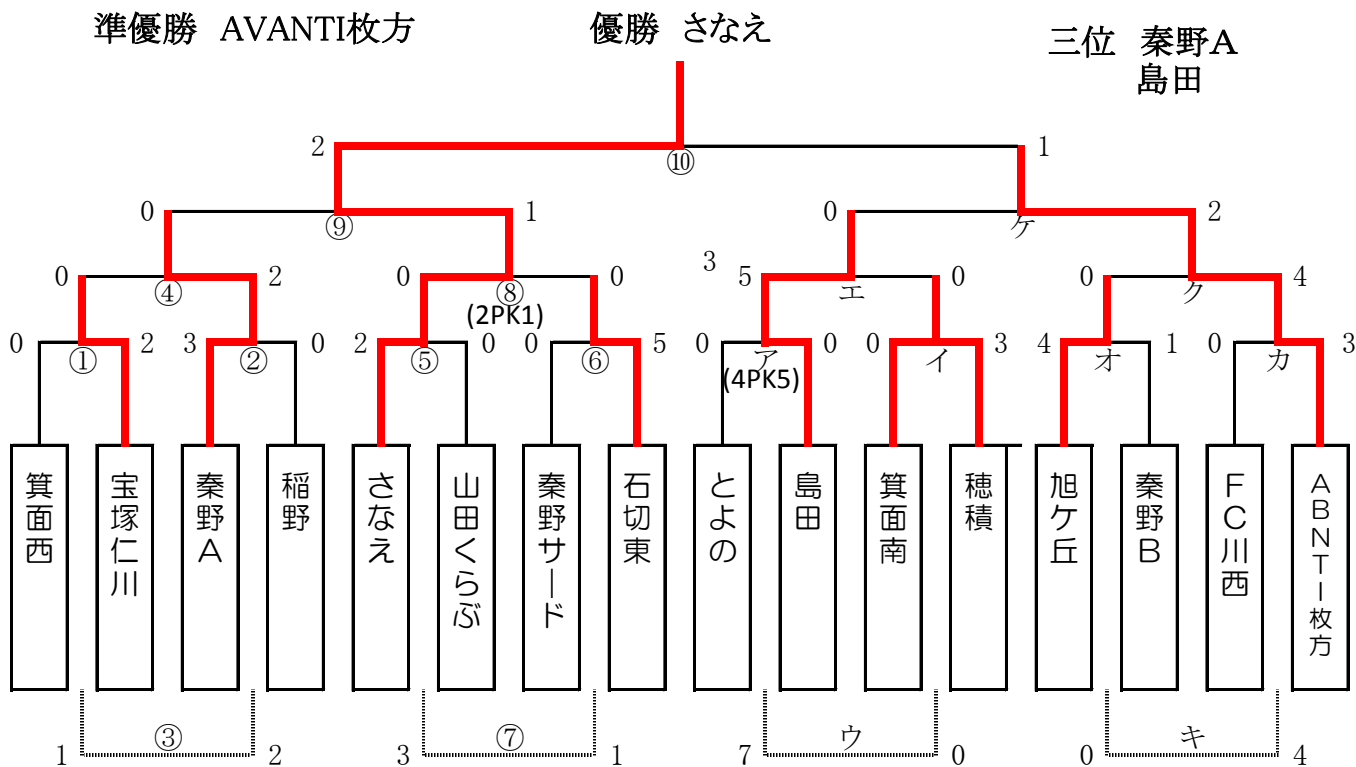 準優勝 AVANTI枚方
優勝 さなえ
三位 秦野A
島田
2 ⑩ 1
0 ⑨ 1 0 ケ 2
3
0 ④ 2 0 ⑧ 0 5 エ 0 0 ク 4
(2PK1)
0 ① 2 3 ② 0 2 ⑤ 0 0 ⑥ 5 0 ア 0 0 イ 3 4 オ 1 0 カ 3
(4PK5)
箕面西
宝塚仁川
秦野A
稲野
さなえ
山田くらぶ
秦野サード
石切東
とよの
島田
箕面南
穂積
旭ケ丘
秦野B
FC川西
ABNTI枚方
1 ③ 2 3 ⑦ 1 7 ウ 0 0 キ 4